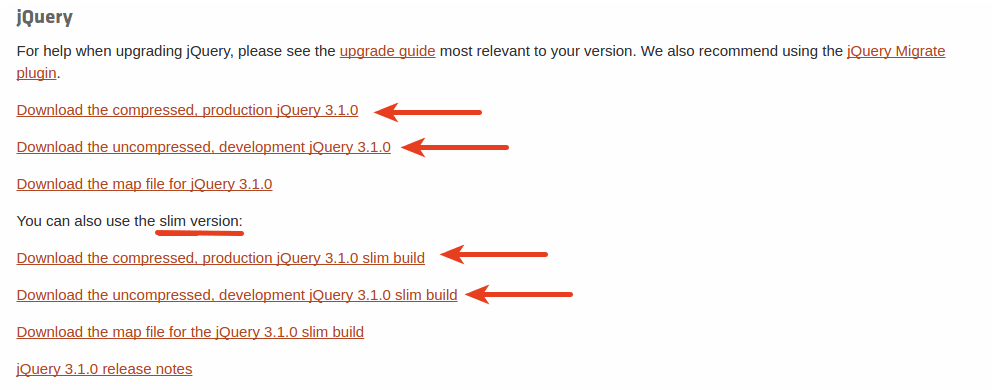 jQuery
For help when upgrading jQuery, please see the upgrade guide most relevant to your version. We also recommend using the jQuery Migrate
plugin.
Download the compressed, production jQuery 3.1.0
Download the uncompressed, development jQuery 3.1.0
Download the map file for jQuery 3.1.0
You can also use the slim version:
Download the compressed, production jQuery 3.1.0 slim build
Download the uncompressed, development jQuery 3.1.0 slim build
Download the map file for the jQuery 3.1.0 slim build
jQuery 3.1.0 release notes